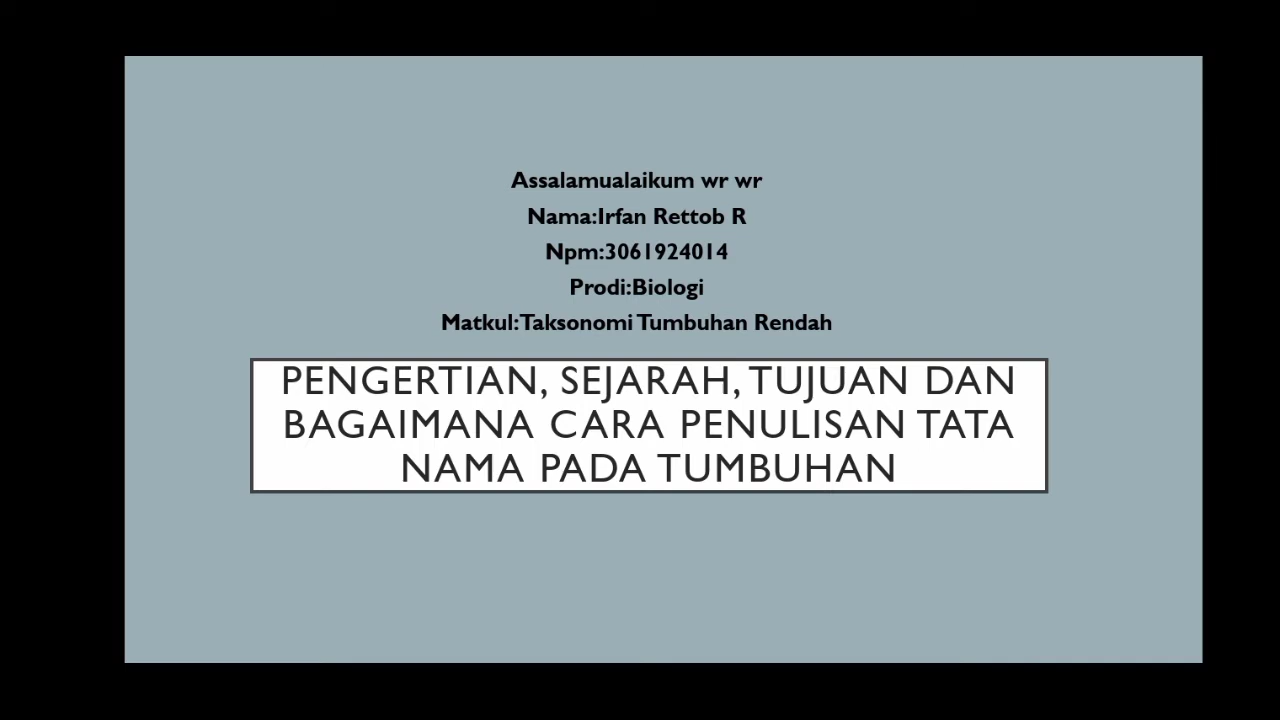 Assalamualaikum wr wr
Nama:Irfan Rettob R
Npm:3061924014
Prodi:Biologi
Matkul:Taksonomi Tumbuhan Rendah
PENGERTIAN, SEJARAH, TUJUAN DAN
BAGAIMANA CARA PENULISAN TATA
NAMA PADA TUMBUHAN